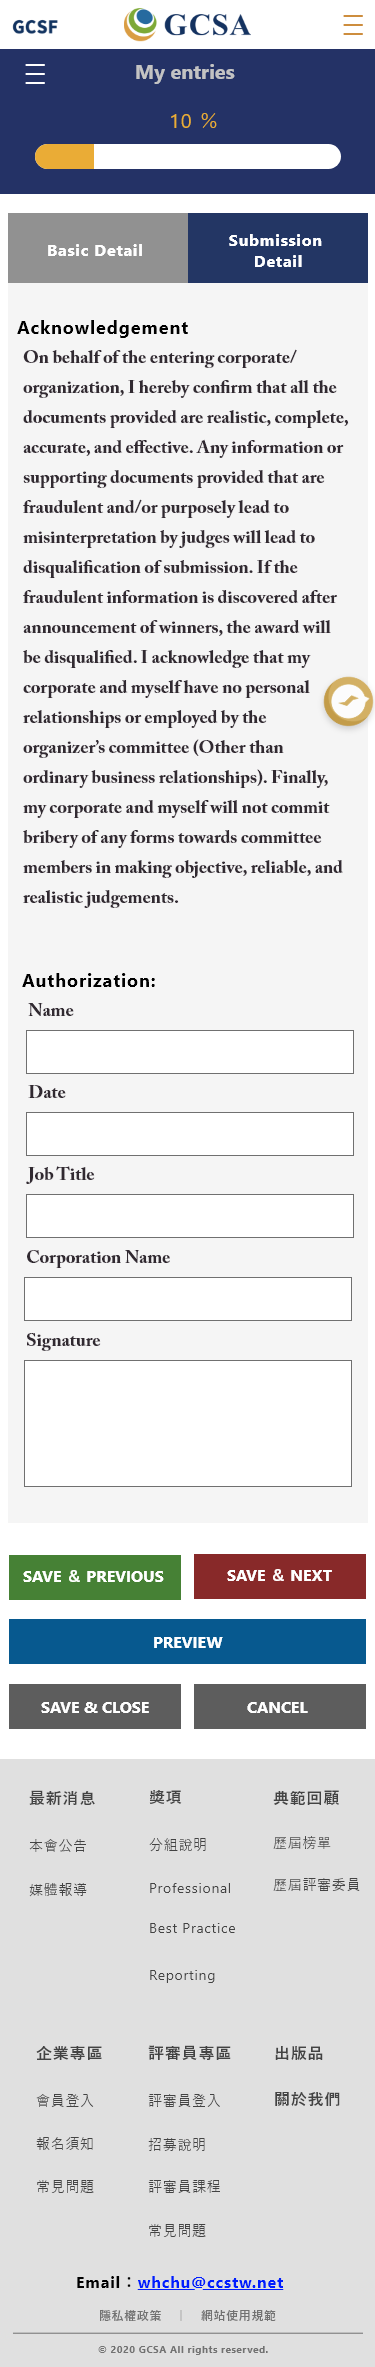 GCSF
GCSA
My entries
10 %
Basic Detail
Submission
Detail
Acknowledgement
On behalf of the entering corporate/
organization, I hereby confirm that all the
documents provided are realistic, complete,
accurate, and effective. Any information or
supporting documents provided that are
fraudulent and/or purposely lead to
misinterpretation by judges will lead to
disqualification of submission. If the
fraudulent information is discovered after
announcement of winners, the award will
be disqualified. I acknowledge that my
corporate and myself have no personal
relationships or employed by the
organizer’s committee (Other than
ordinary business relationships). Finally,
my corporate and myself will not commit
bribery of any forms towards committee
members in making objective, reliable, and
realistic judgements.
Authorization:
Name
Date
Job Title
Corporation Name
Signature
SAVE & PREVIOUS
SAVE & NEXT
PREVIEW
SAVE & CLOSE
CANCEL
最新消息
本會公告
媒體報導
獎項
分組說明
Professional
Best Practice
Reporting
典範回顧
歷屆榜單
歷屆評審委員
企業專區
會員登入
報名須知
常見問題
評審員專區
評審員登入
招募說明
評審員課程
常見問題
出版品
關於我們
Email：whchu@ccstw.net
隱私權政策 | 網站使用規範
© 2020 GCSA All rights reserved.